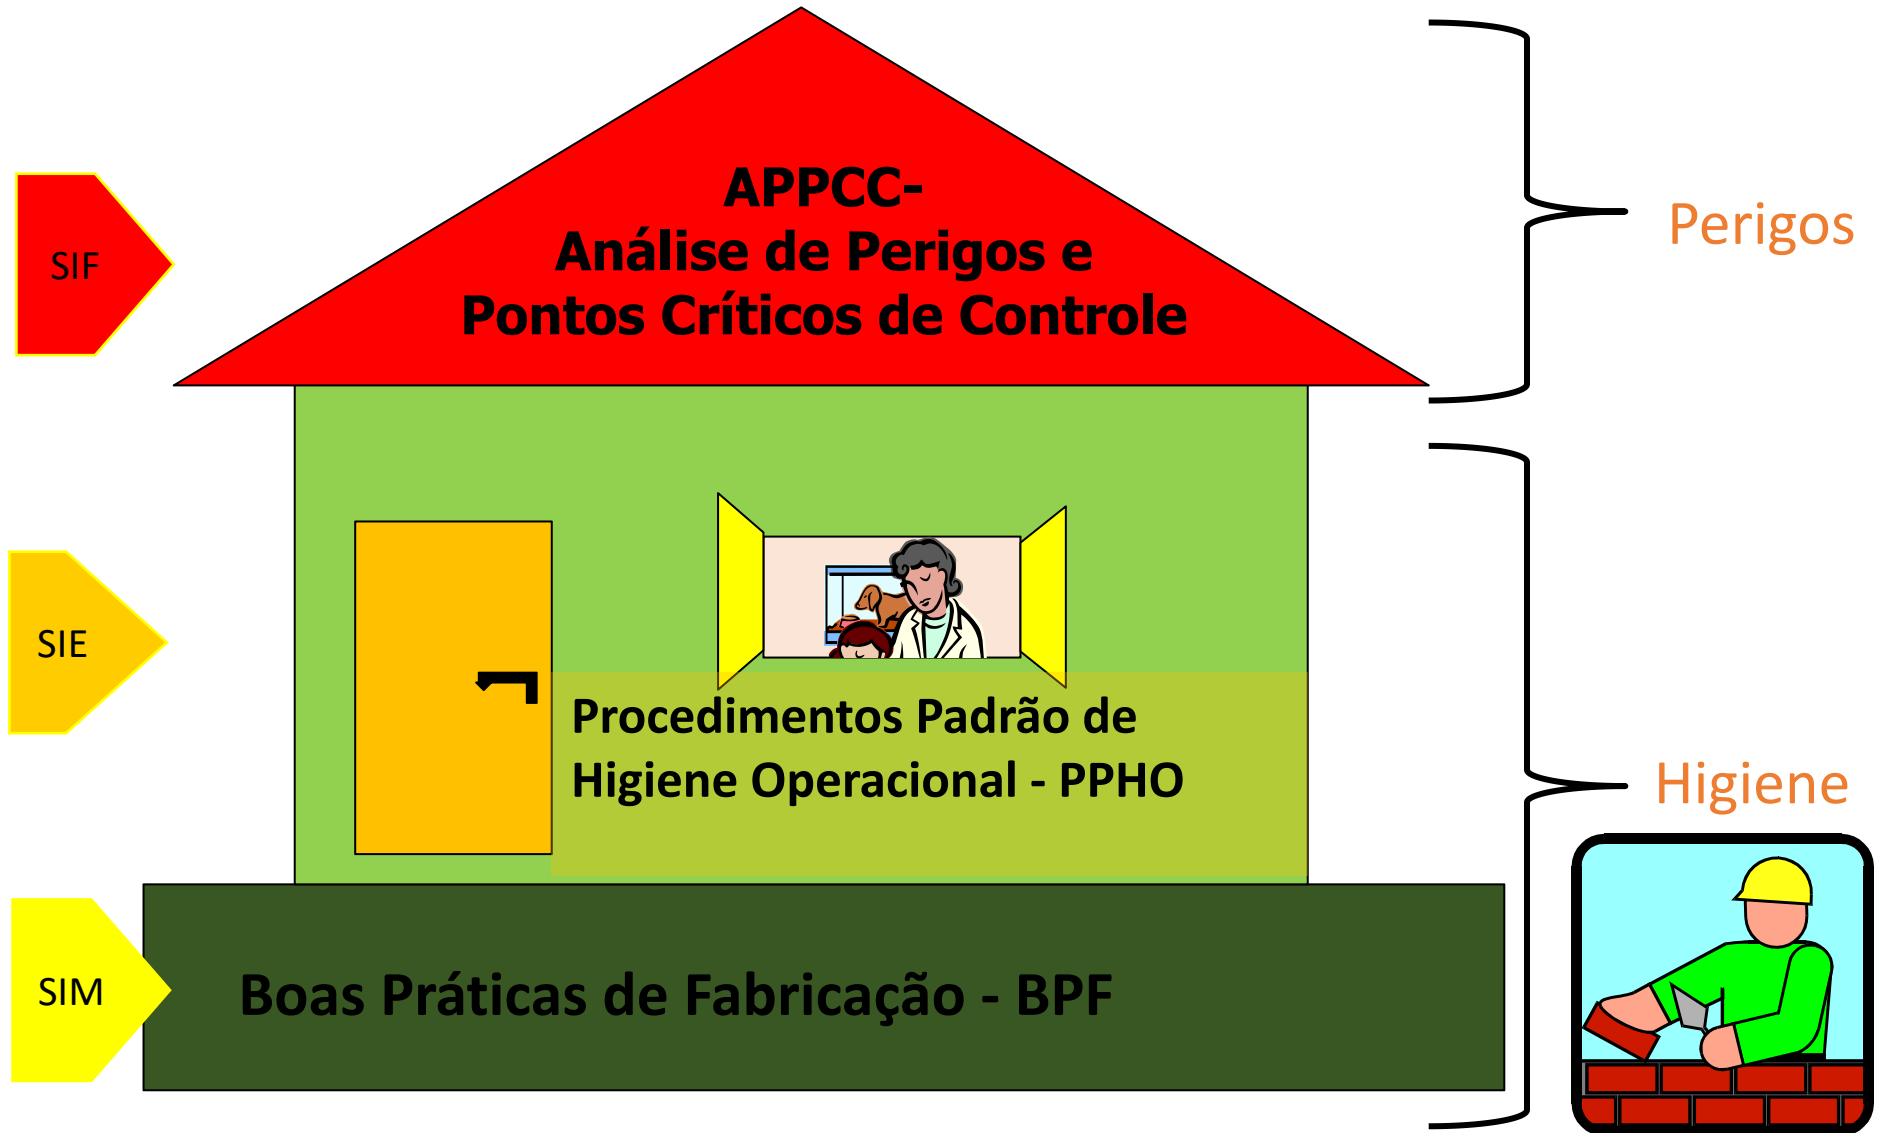 APPCC-
Análise de Perigos e
Pontos Críticos de Controle
Perigos
SIF
SIE
Procedimentos Padrão de
Higiene Operacional - PPHO
Higiene
SIM
Boas Práticas de Fabricação - BPF